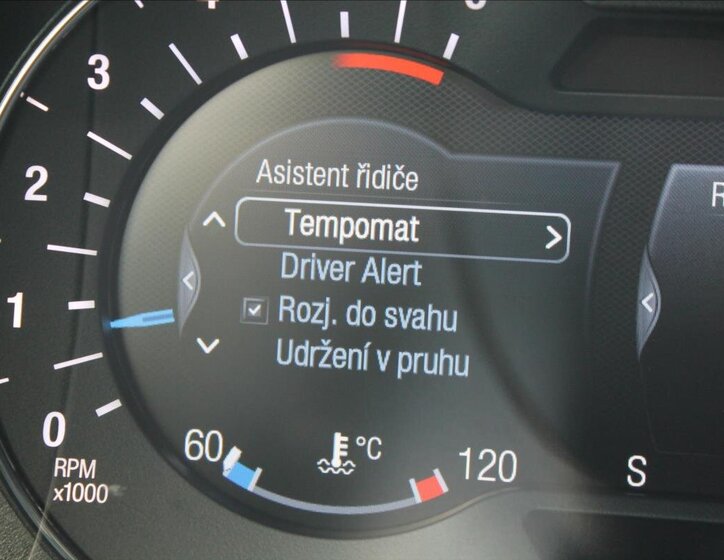 3
2
1
0
RPM
x1000
Asistent řidiče
Tempomat
Driver Alert
Rozj. do svahu
Udržení v pruhu
60
°C
120
S
R